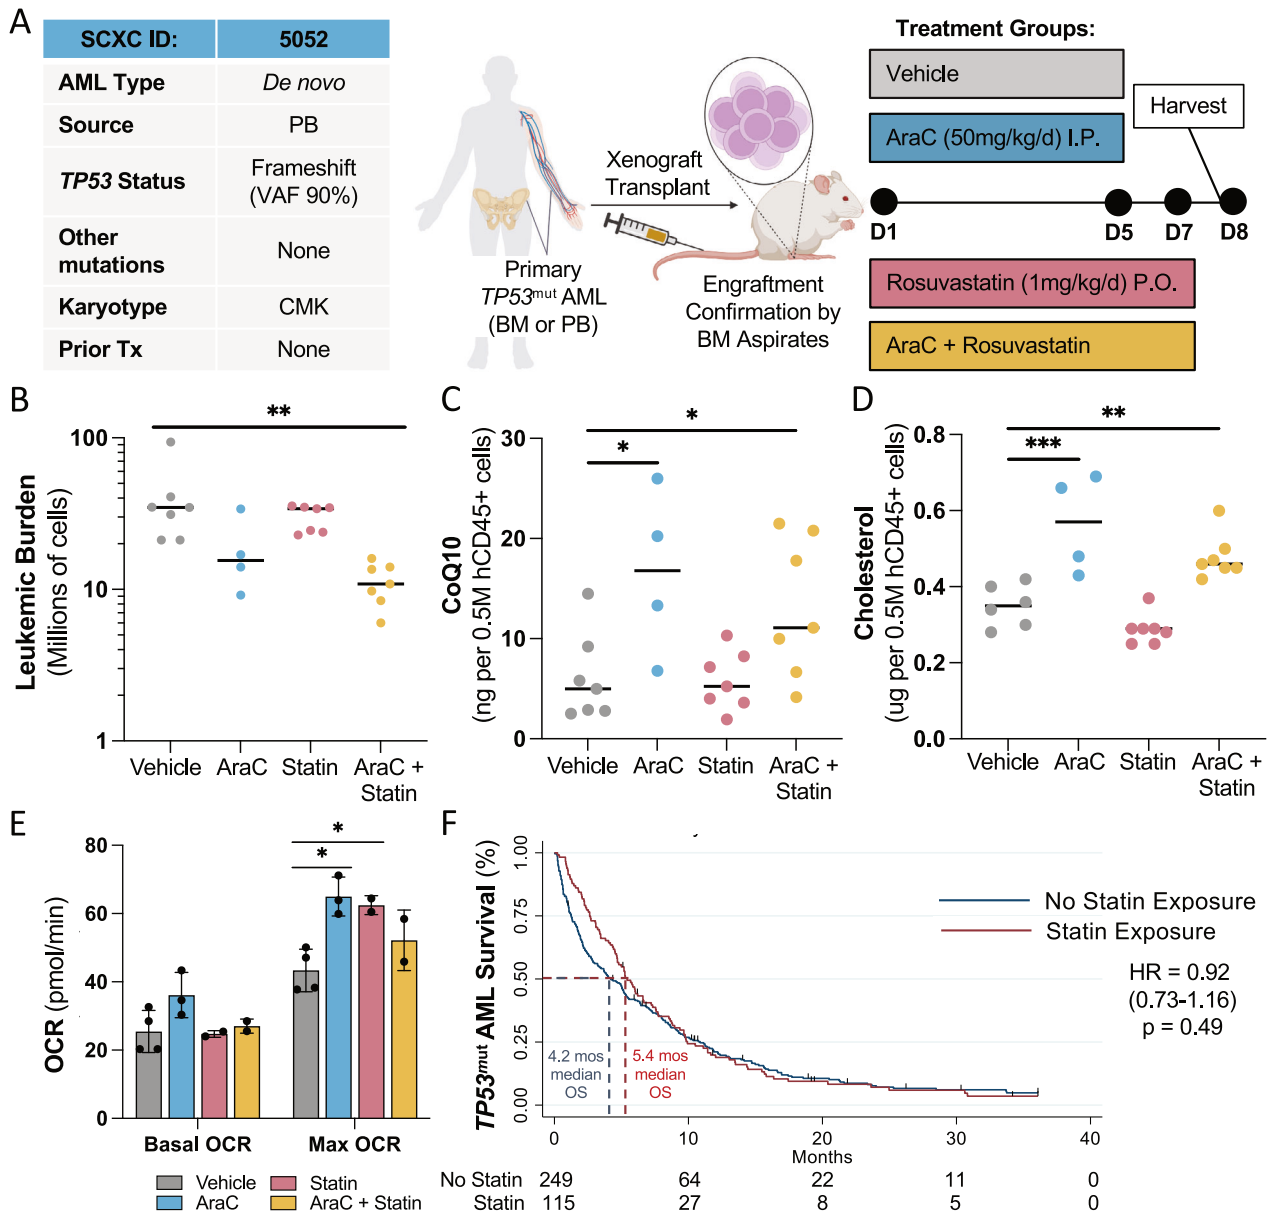 A
SCXC ID: 5052
AML Type De novo
Source PB
TP53 Status Frameshift
(VAF 90%)
Other
mutations None
Karyotype CMK
Prior Tx None
Xenograft
Transplant
Primary
TP53mut AML
(BM or PB)
Engraftment
Confirmation by
BM Aspirates
Treatment Groups:
Vehicle
AraC (50mg/kg/d) I.P.
Harvest
D1 D5 D7 D8
Rosuvastatin (1mg/kg/d) P.O.
AraC + Rosuvastatin
B
Leukemic Burden
(Millions of cells)
100
10
1
**
Vehicle AraC Statin AraC +
Statin
C
CoQ10
(ng per 0.5M hCD45+ cells)
30
20
10
0
*
*
Vehicle AraC Statin AraC +
Statin
D
Cholesterol
(ug per 0.5M hCD45+ cells)
0.8
0.6
0.4
0.2
0.0
**
***
Vehicle AraC Statin AraC +
Statin
E
OCR (pmol/min)
80
60
40
20
0
*
*
Basal OCR Max OCR
Vehicle Statin
AraC AraC + Statin
F
TP53mut AML Survival (%)
1.00
0.75
0.50
0.25
0.00
No Statin Exposure
Statin Exposure
HR = 0.92
(0.73-1.16)
p = 0.49
4.2 mos
median
OS
5.4 mos
median
OS
0 10 20 30 40
Months
No Statin 249 64 22 11 0
Statin 115 27 8 5 0